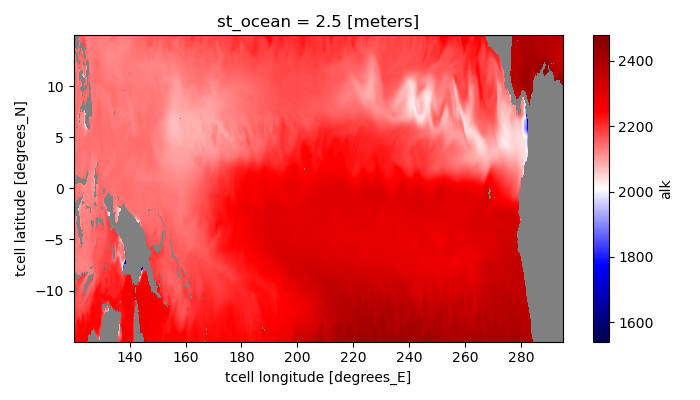 st_ocean = 2.5 [meters]
tcell latitude [degrees_N]
10
5
0
−5
−10
140 160 180 200 220 240 260 280
tcell longitude [degrees_E]
2400
2200
2000
1800
1600
alk